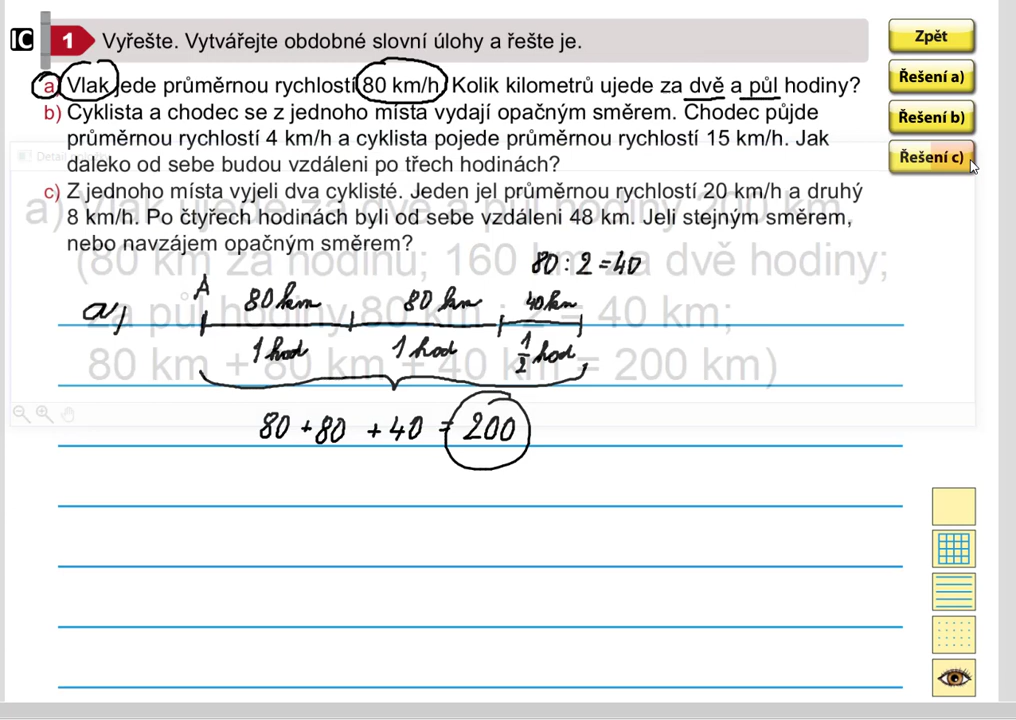 IC 1 Vyřešte. Vytvářejte obdobné slovní úlohy a řešte je.
Zpět
Řešení a)
Řešení b)
Řešení c)
a) Vlak jede průměrnou rychlostí 80 km/h. Kolik kilometrů ujede za dvě a půl hodiny?
b) Cyklista a chodec se z jednoho místa vydají opačným směrem. Chodec půjde
průměrnou rychlostí 4 km/h a cyklista pojede průměrnou rychlostí 15 km/h. Jak
daleko od sebe budou vzdáleni po třech hodinách?
Detail
c) Z jednoho místa vyjeli dva cyklisté. Jeden jel průměrnou rychlostí 20 km/h a druhý
8 km/h. Po čtyřech hodinách byli od sebe vzdáleni 48 km. Jeli stejným směrem,
nebo navzájem opačným směrem?
a) Vlak ujede za dvě a půl hodiny 200 km
(80 km za hodinu; 160 km za dvě hodiny;
za půl hodiny 80 km : 2 = 40 km;
80 km + 80 km + 40 km = 200 km)
80 : 2 = 40
A 80 km 80 km 40 km
a)
1 hod 1 hod 1/2 hod
80 + 80 + 40 = 200